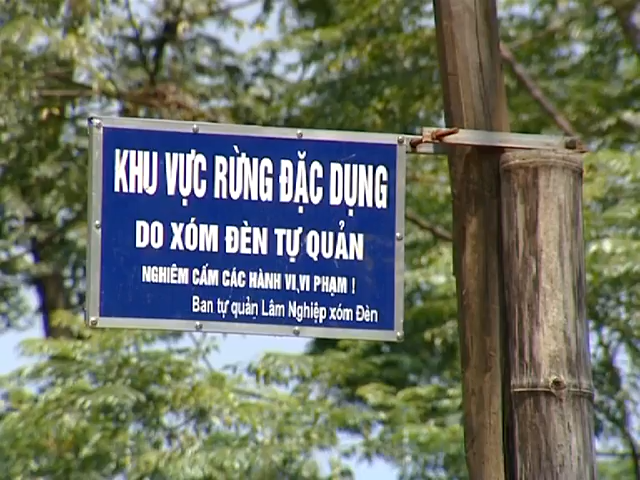 KHU VỰC RỪNG ĐẶC DỤNG
DO XÓM ĐÈN TỰ QUẢN
NGHIÊM CẤM CÁC HÀNH VI, VI PHẠM !
Ban tự quản Lâm Nghiệp xóm Đèn